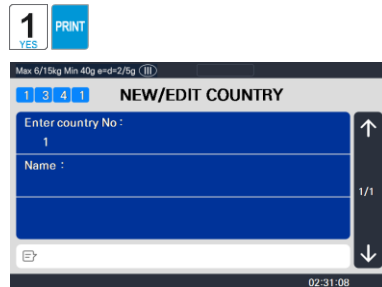 1
YES
PRINT
Max 6/15kg Min 40g e=d=2/5g III
1 3 4 1 NEW/EDIT COUNTRY
Enter country No :
1
Name :
1/1
02:31:08